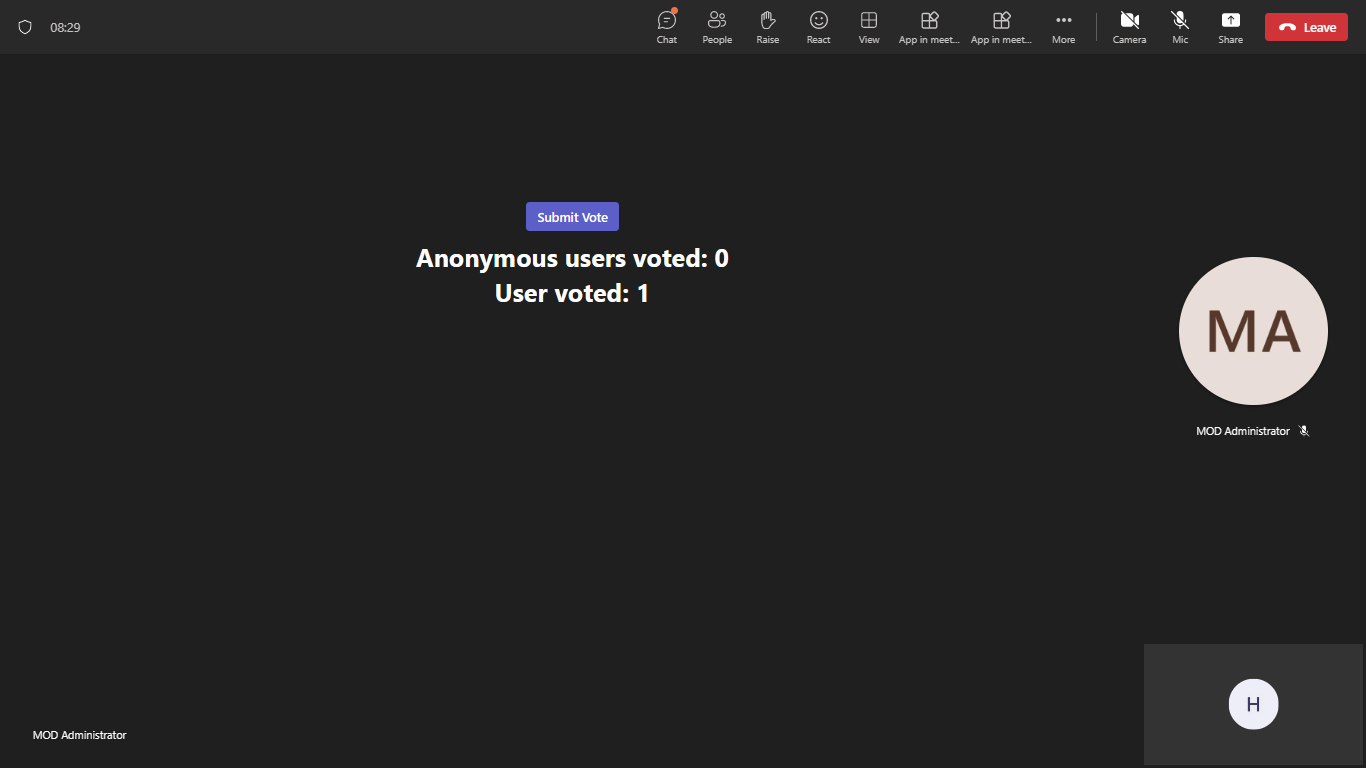 08:29
Chat
People
Raise
React
View
App in meet...
App in meet...
More
Camera
Mic
Share
Leave
Submit Vote
Anonymous users voted: 0
User voted: 1
MA
MOD Administrator
H
MOD Administrator